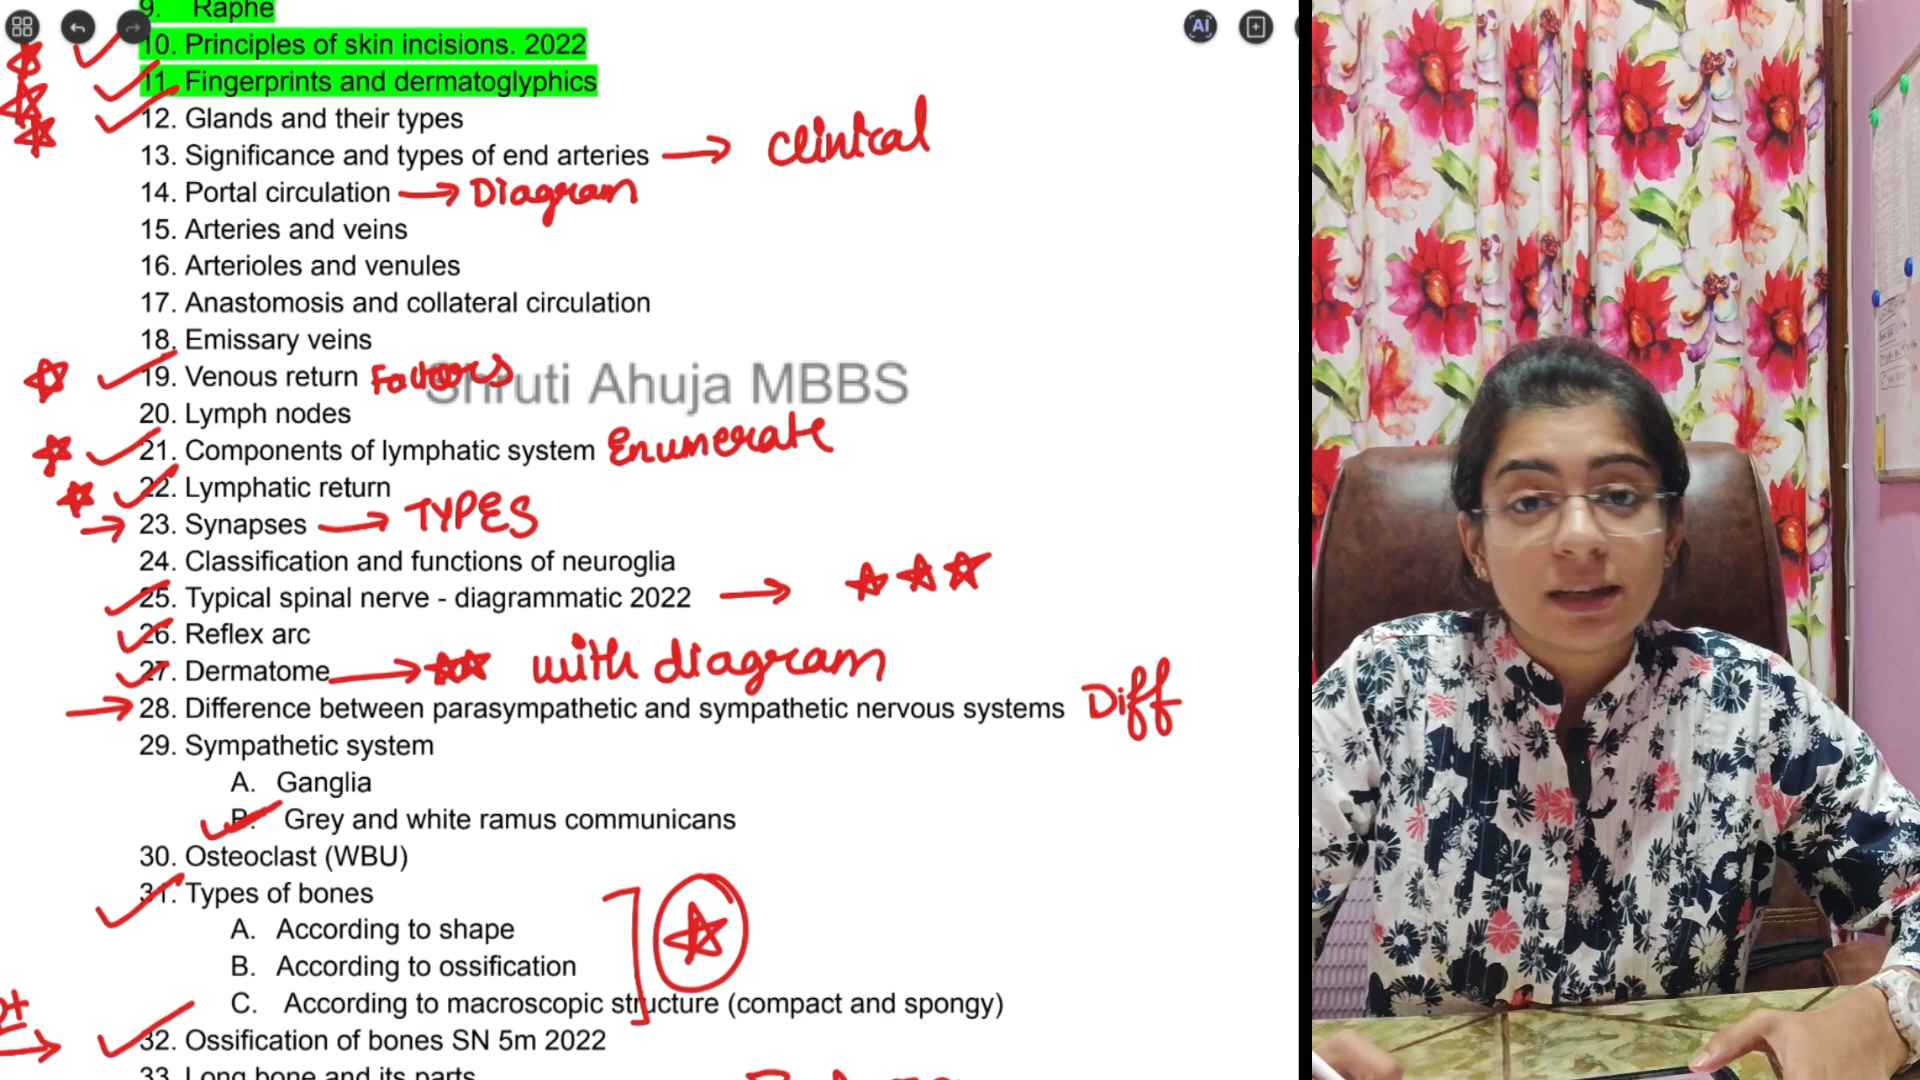 9. Raphe
10. Principles of skin incisions. 2022
11. Fingerprints and dermatoglyphics
12. Glands and their types
13. Significance and types of end arteries → Clinical
14. Portal circulation → Diagram
15. Arteries and veins
16. Arterioles and venules
17. Anastomosis and collateral circulation
18. Emissary veins
19. Venous return Factors
Shruti Ahuja MBBS
20. Lymph nodes
21. Components of lymphatic system Enumerate
22. Lymphatic return
→ 23. Synapses → TYPES
24. Classification and functions of neuroglia
25. Typical spinal nerve - diagrammatic 2022 →
26. Reflex arc
27. Dermatome → with diagram
→ 28. Difference between parasympathetic and sympathetic nervous systems Diff
29. Sympathetic system
A. Ganglia
B. Grey and white ramus communicans
30. Osteoclast (WBU)
31. Types of bones
A. According to shape
B. According to ossification
C. According to macroscopic structure (compact and spongy)
32. Ossification of bones SN 5m 2022
33. Long bone and its parts
AI